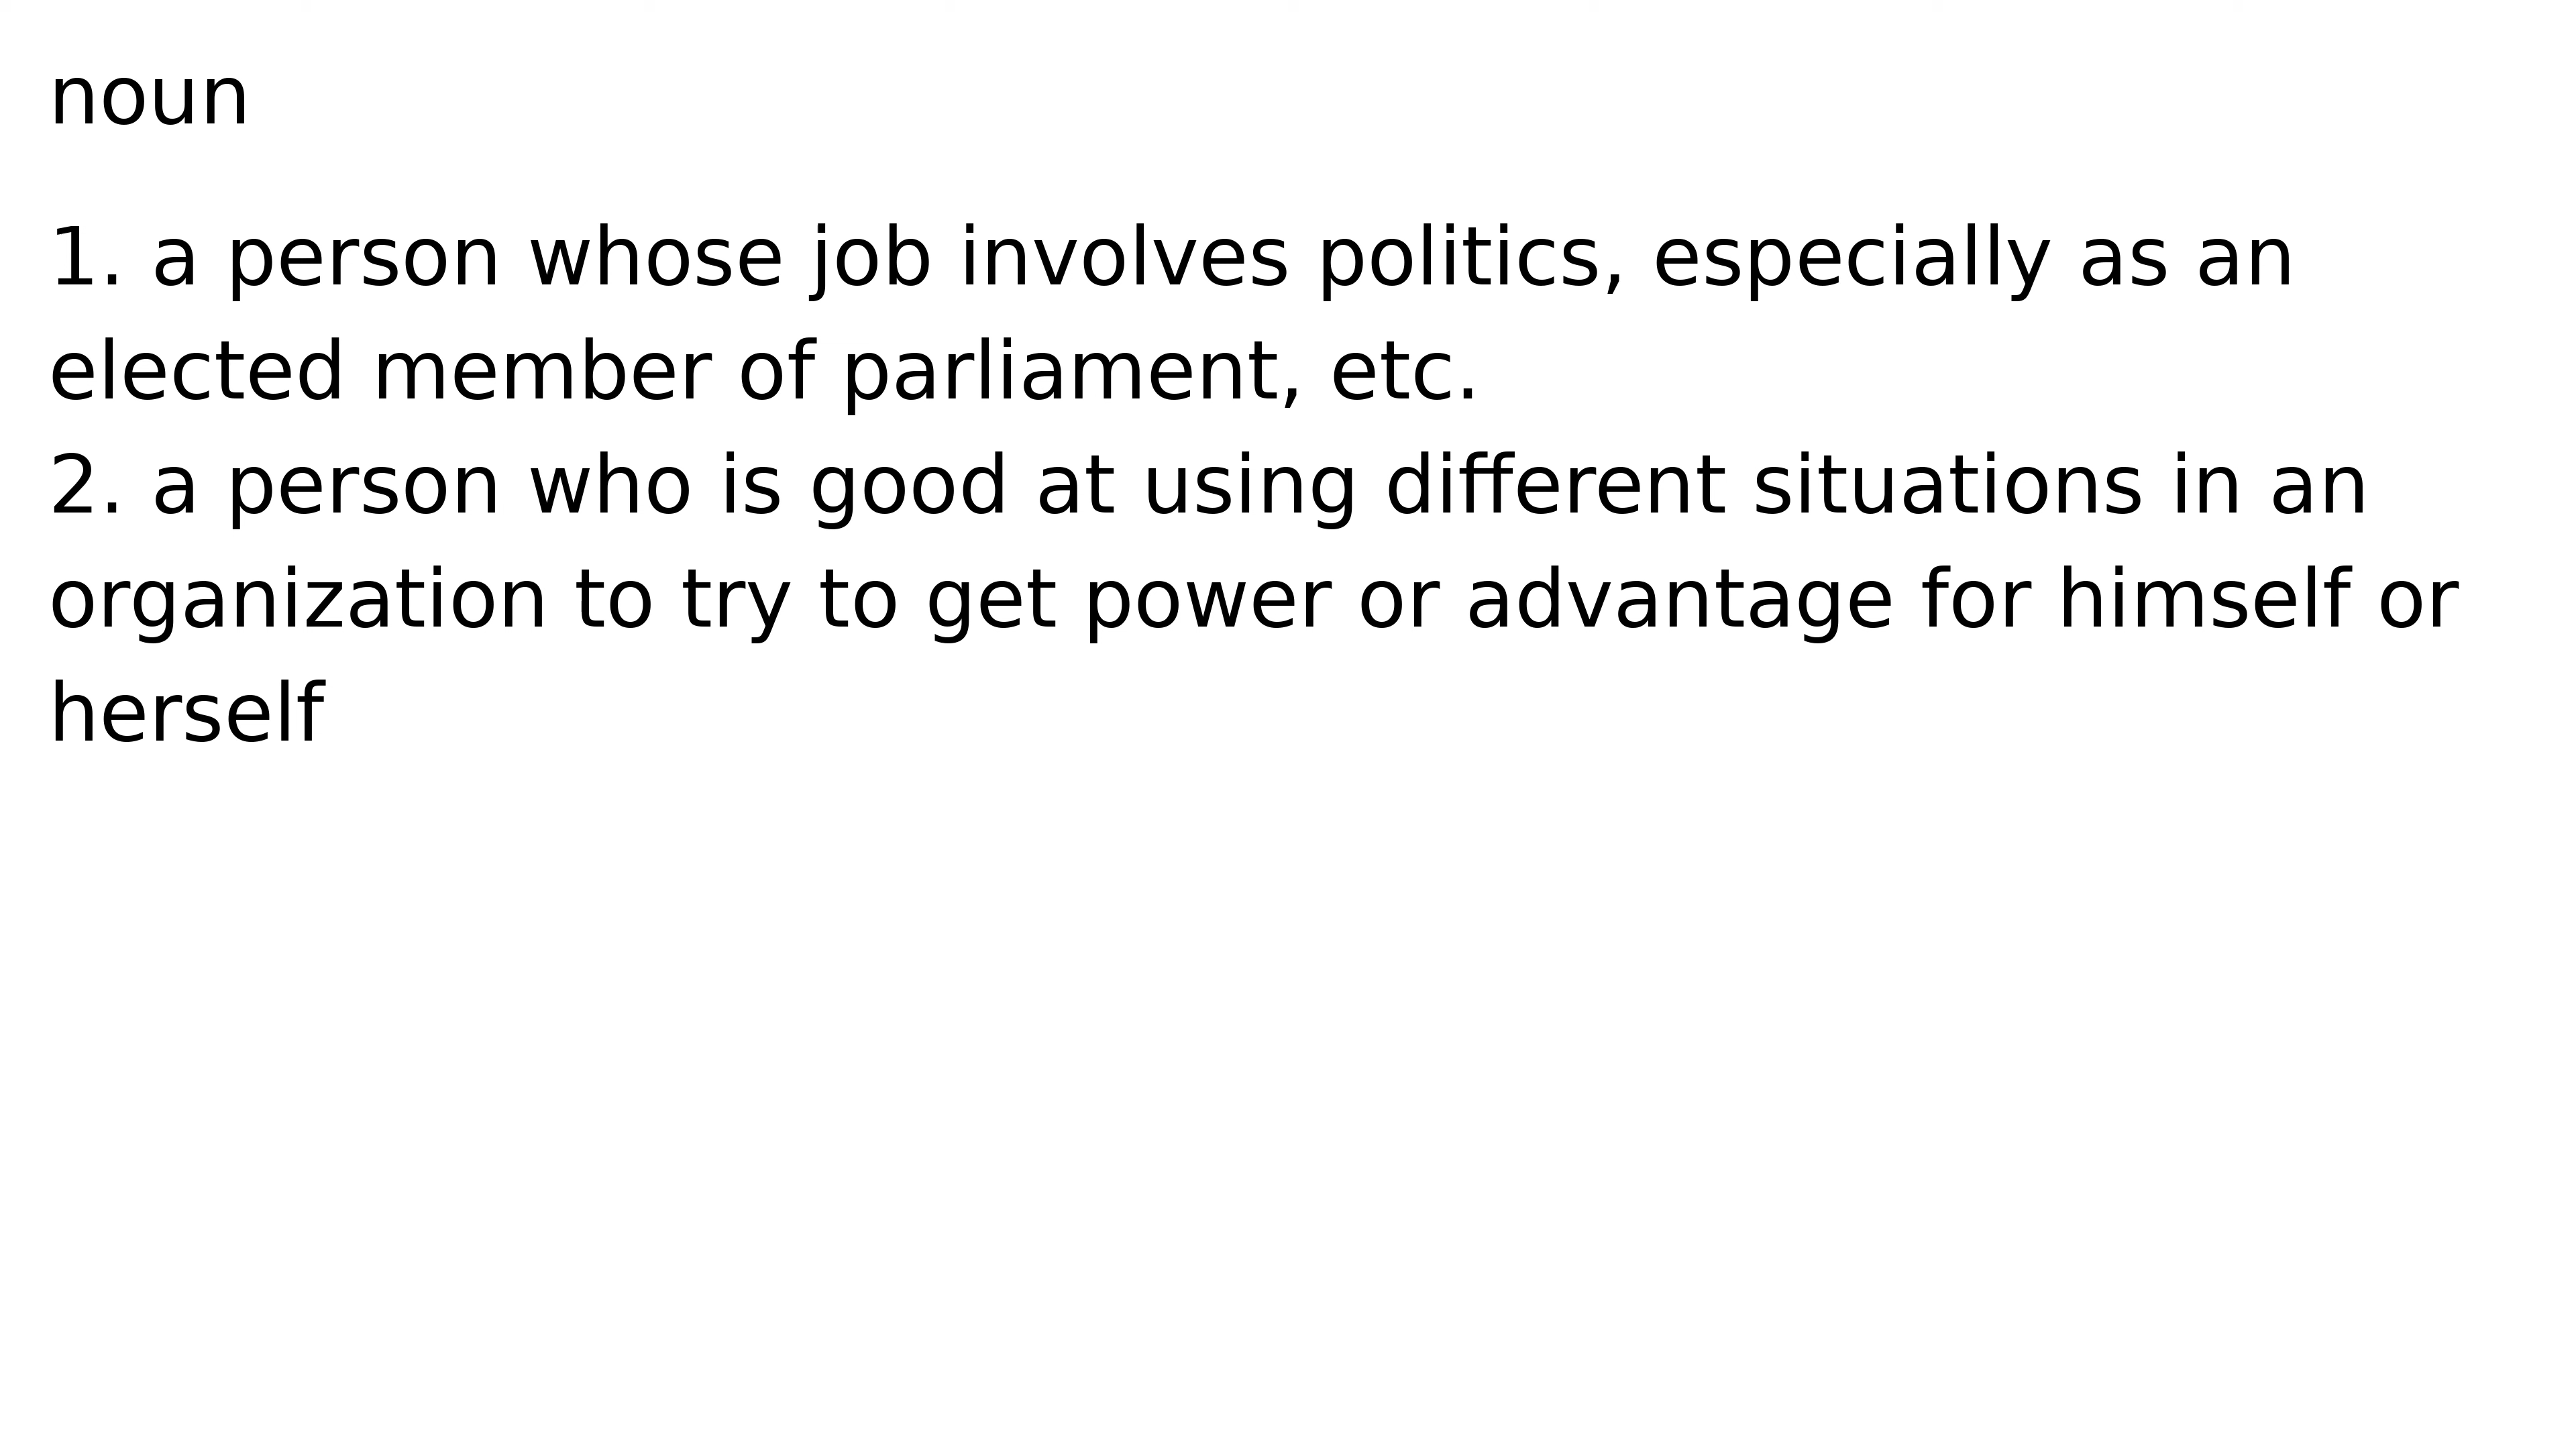 noun
1. a person whose job involves politics, especially as an
elected member of parliament, etc.
2. a person who is good at using different situations in an
organization to try to get power or advantage for himself or
herself